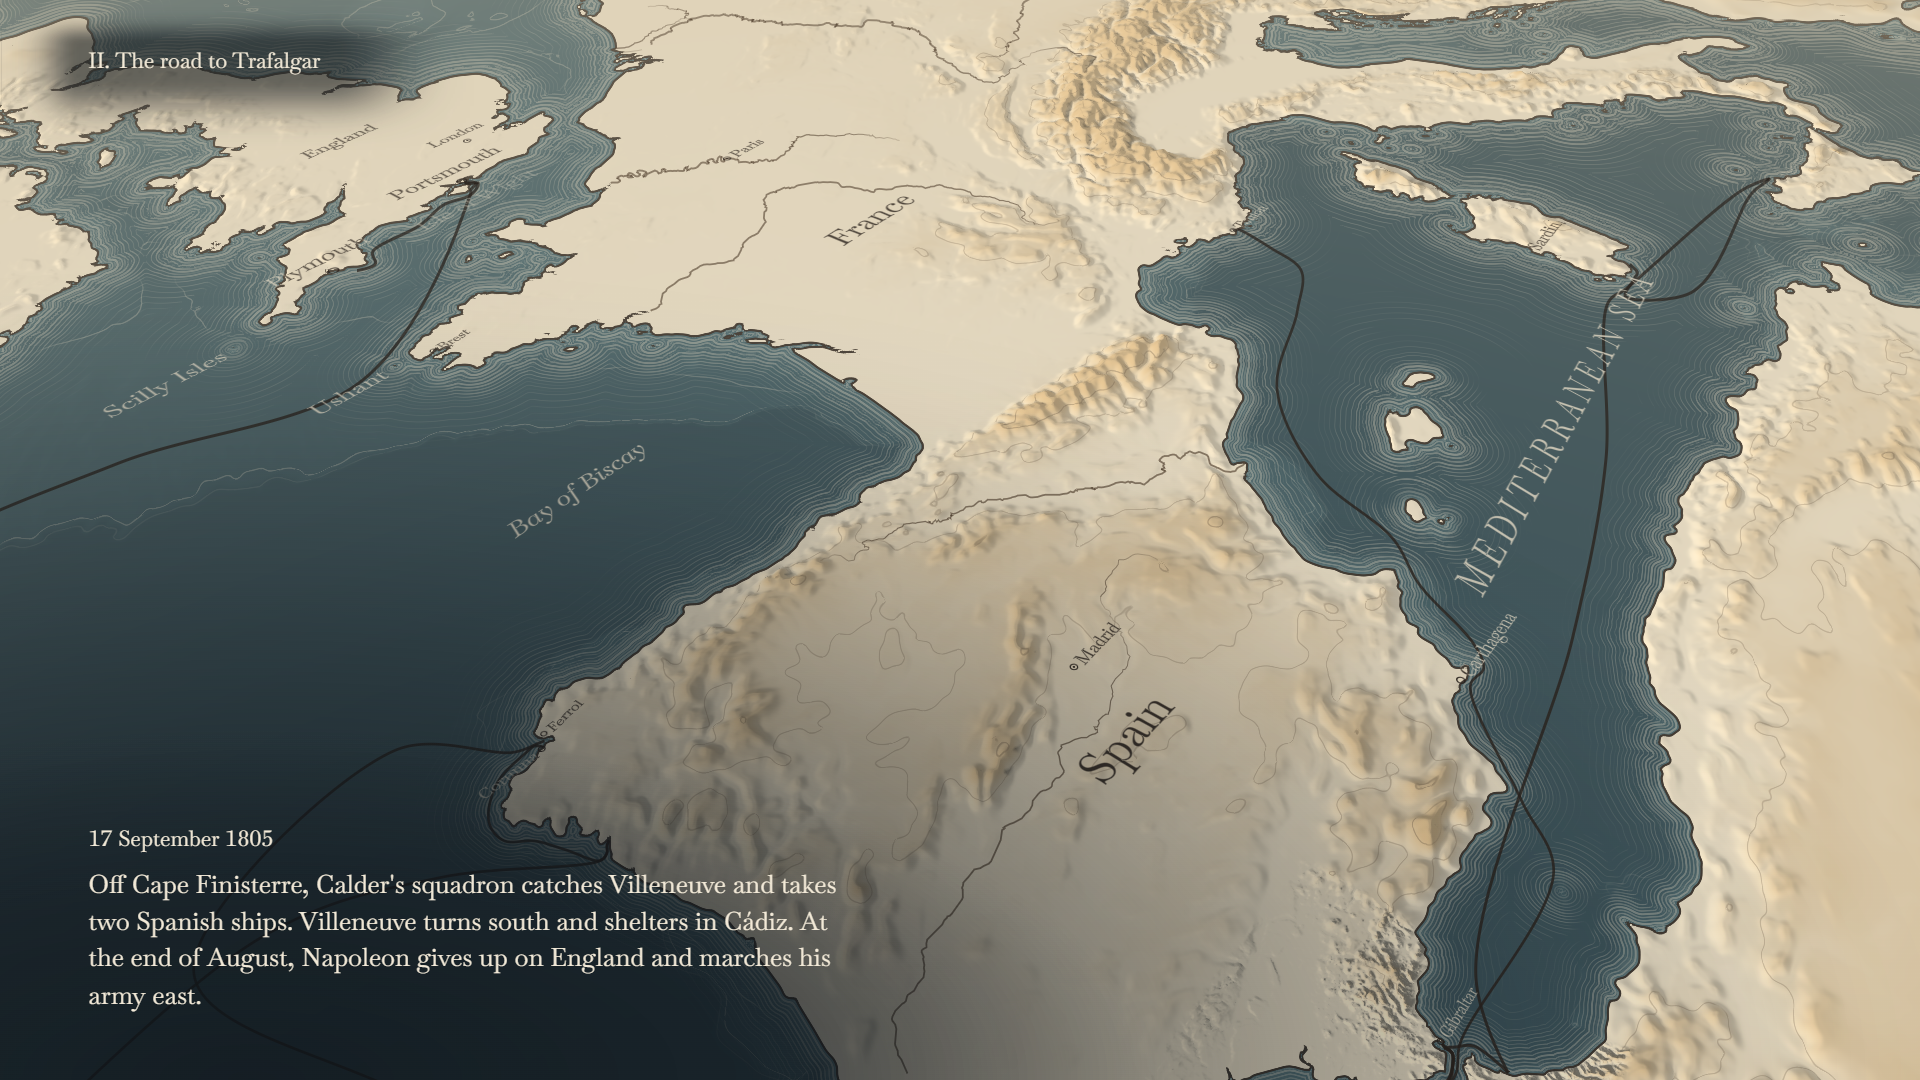 II. The road to Trafalgar
England
London
Portsmouth
Plymouth
Paris
France
Brest
Scilly Isles
Ushant
Bay of Biscay
Sardinia
MEDITERRANEAN SEA
Carthagena
Madrid
Spain
Ferrol
Gibraltar
17 September 1805
Off Cape Finisterre, Calder's squadron catches Villeneuve and takes
two Spanish ships. Villeneuve turns south and shelters in Cádiz. At
the end of August, Napoleon gives up on England and marches his
army east.